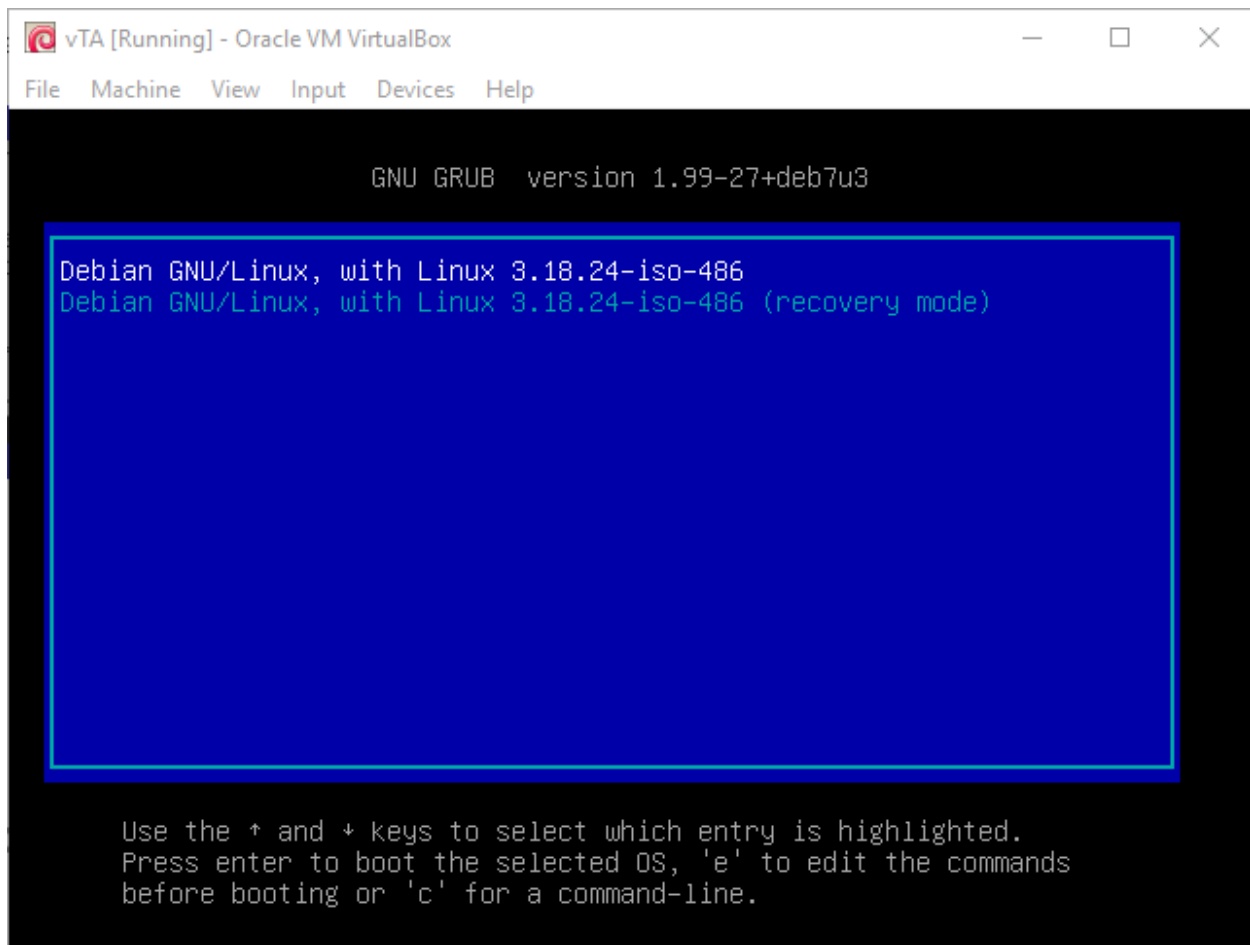 vTA [Running] - Oracle VM VirtualBox
File Machine View Input Devices Help
GNU GRUB version 1.99-27+deb7u3
Debian GNU/Linux, with Linux 3.18.24-iso-486
Debian GNU/Linux, with Linux 3.18.24-iso-486 (recovery mode)
Use the ↑ and ↓ keys to select which entry is highlighted.
Press enter to boot the selected OS, 'e' to edit the commands
before booting or 'c' for a command-line.